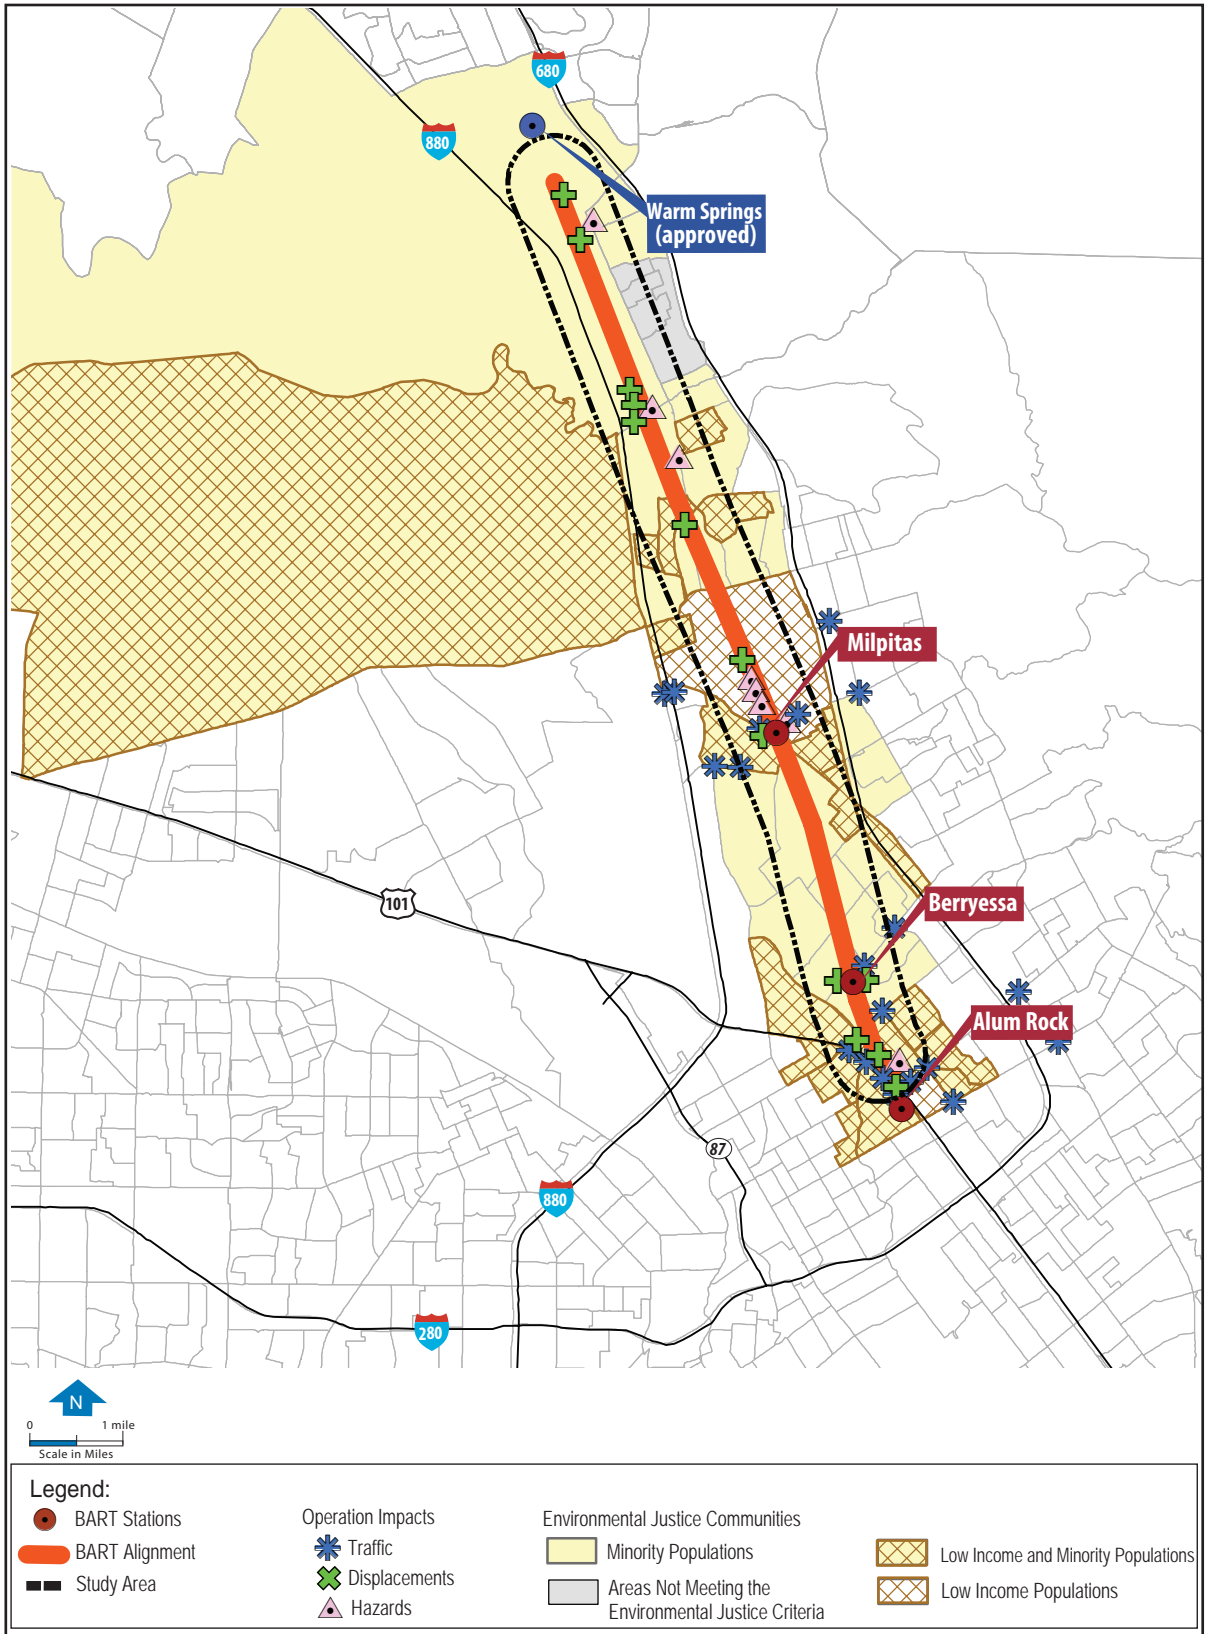 680
880
Warm Springs
(approved)
Milpitas
101
Berryessa
Alum Rock
87
880
280
N
0 1 mile
Scale in Miles
Legend:
BART Stations
BART Alignment
Study Area
Operation Impacts
Traffic
Displacements
Hazards
Environmental Justice Communities
Minority Populations
Areas Not Meeting the
Environmental Justice Criteria
Low Income and Minority Populations
Low Income Populations